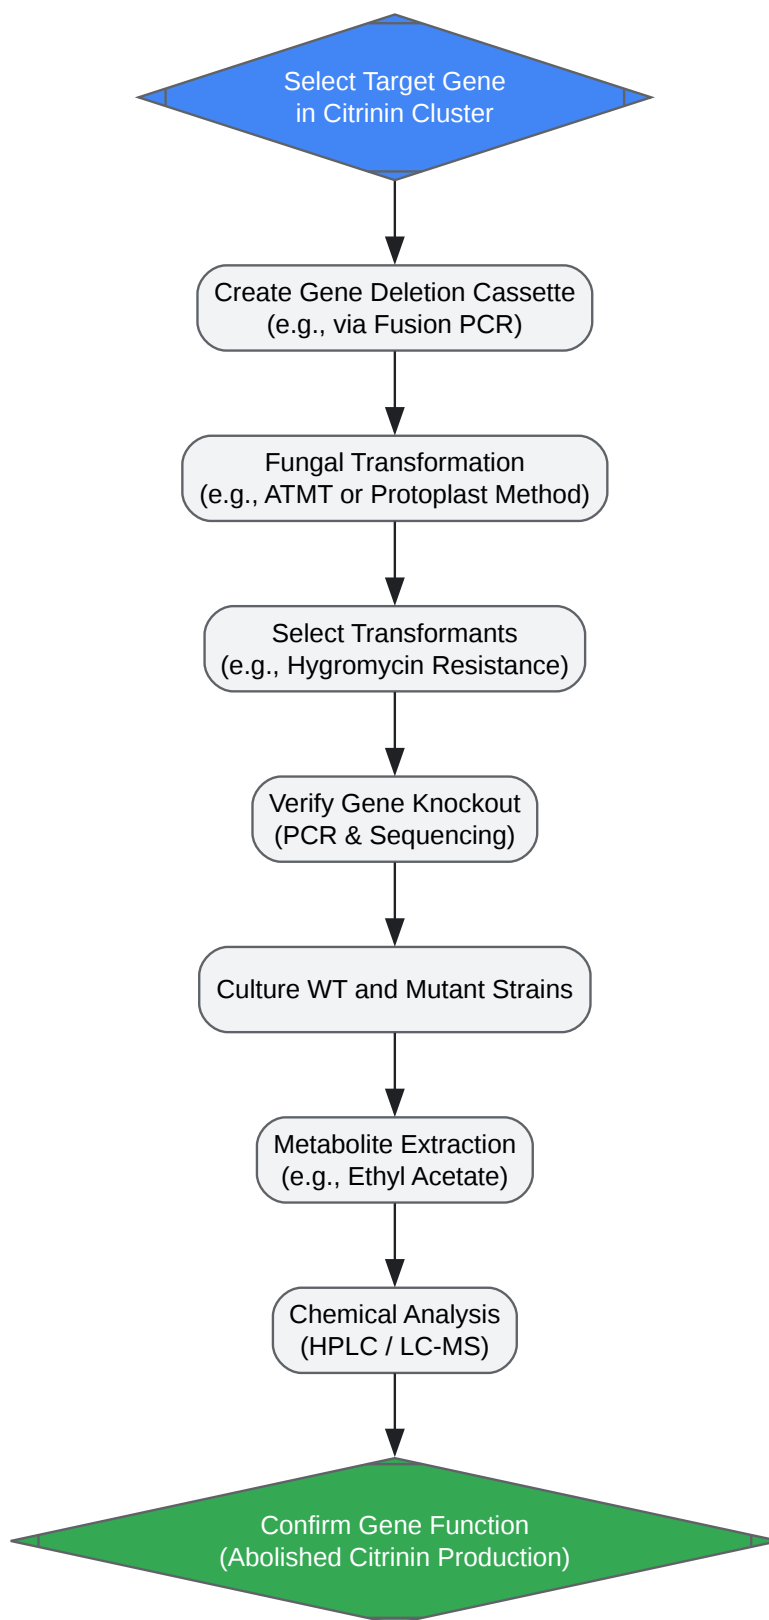 Select Target Gene
in Citrinin Cluster
Create Gene Deletion Cassette
(e.g., via Fusion PCR)
Fungal Transformation
(e.g., ATMT or Protoplast Method)
Select Transformants
(e.g., Hygromycin Resistance)
Verify Gene Knockout
(PCR & Sequencing)
Culture WT and Mutant Strains
Metabolite Extraction
(e.g., Ethyl Acetate)
Chemical Analysis
(HPLC / LC-MS)
Confirm Gene Function
(Abolished Citrinin Production)